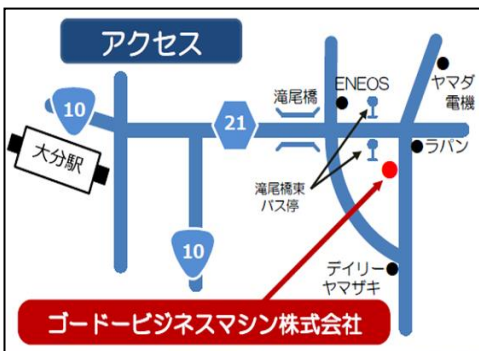 アクセス
ENEOS
滝尾橋
ヤマダ
電機
10
21
大分駅
ラパン
滝尾橋東
バス停
10
デイリー
ヤマザキ
ゴードービジネスマシン株式会社